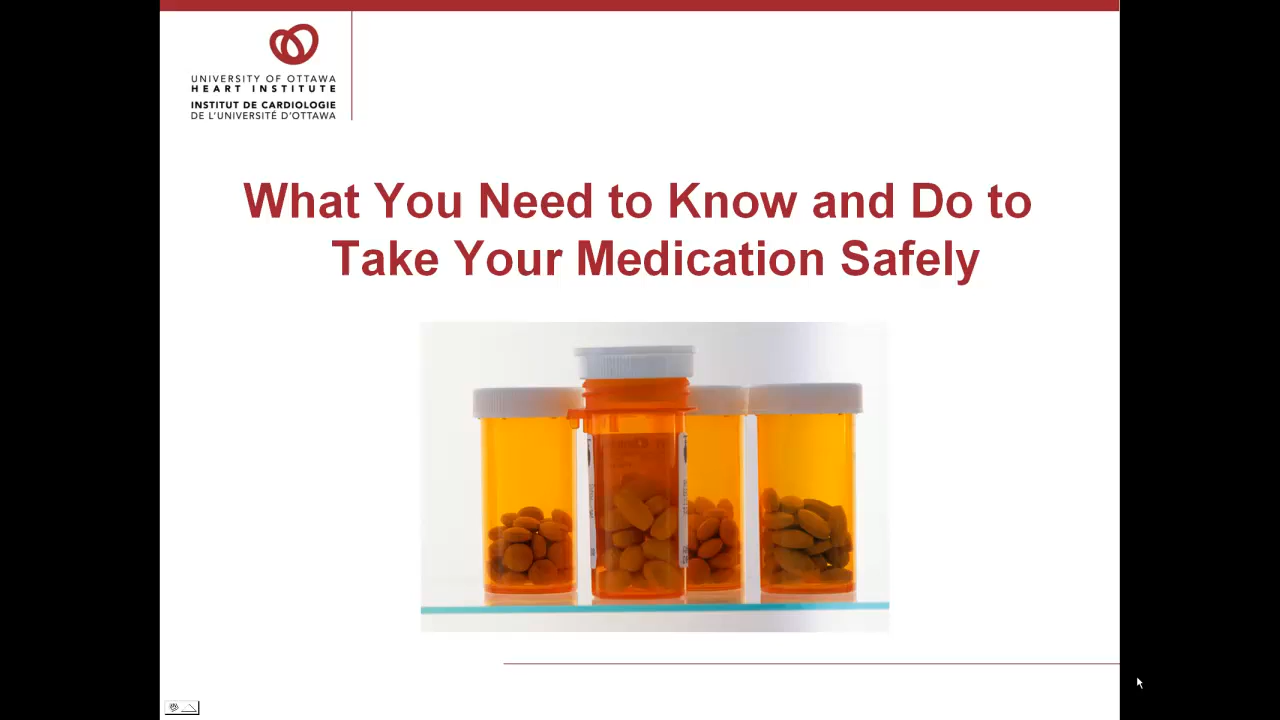 UNIVERSITY OF OTTAWA
HEART INSTITUTE
INSTITUT DE CARDIOLOGIE
DE L'UNIVERSITÉ D'OTTAWA
What You Need to Know and Do to
Take Your Medication Safely